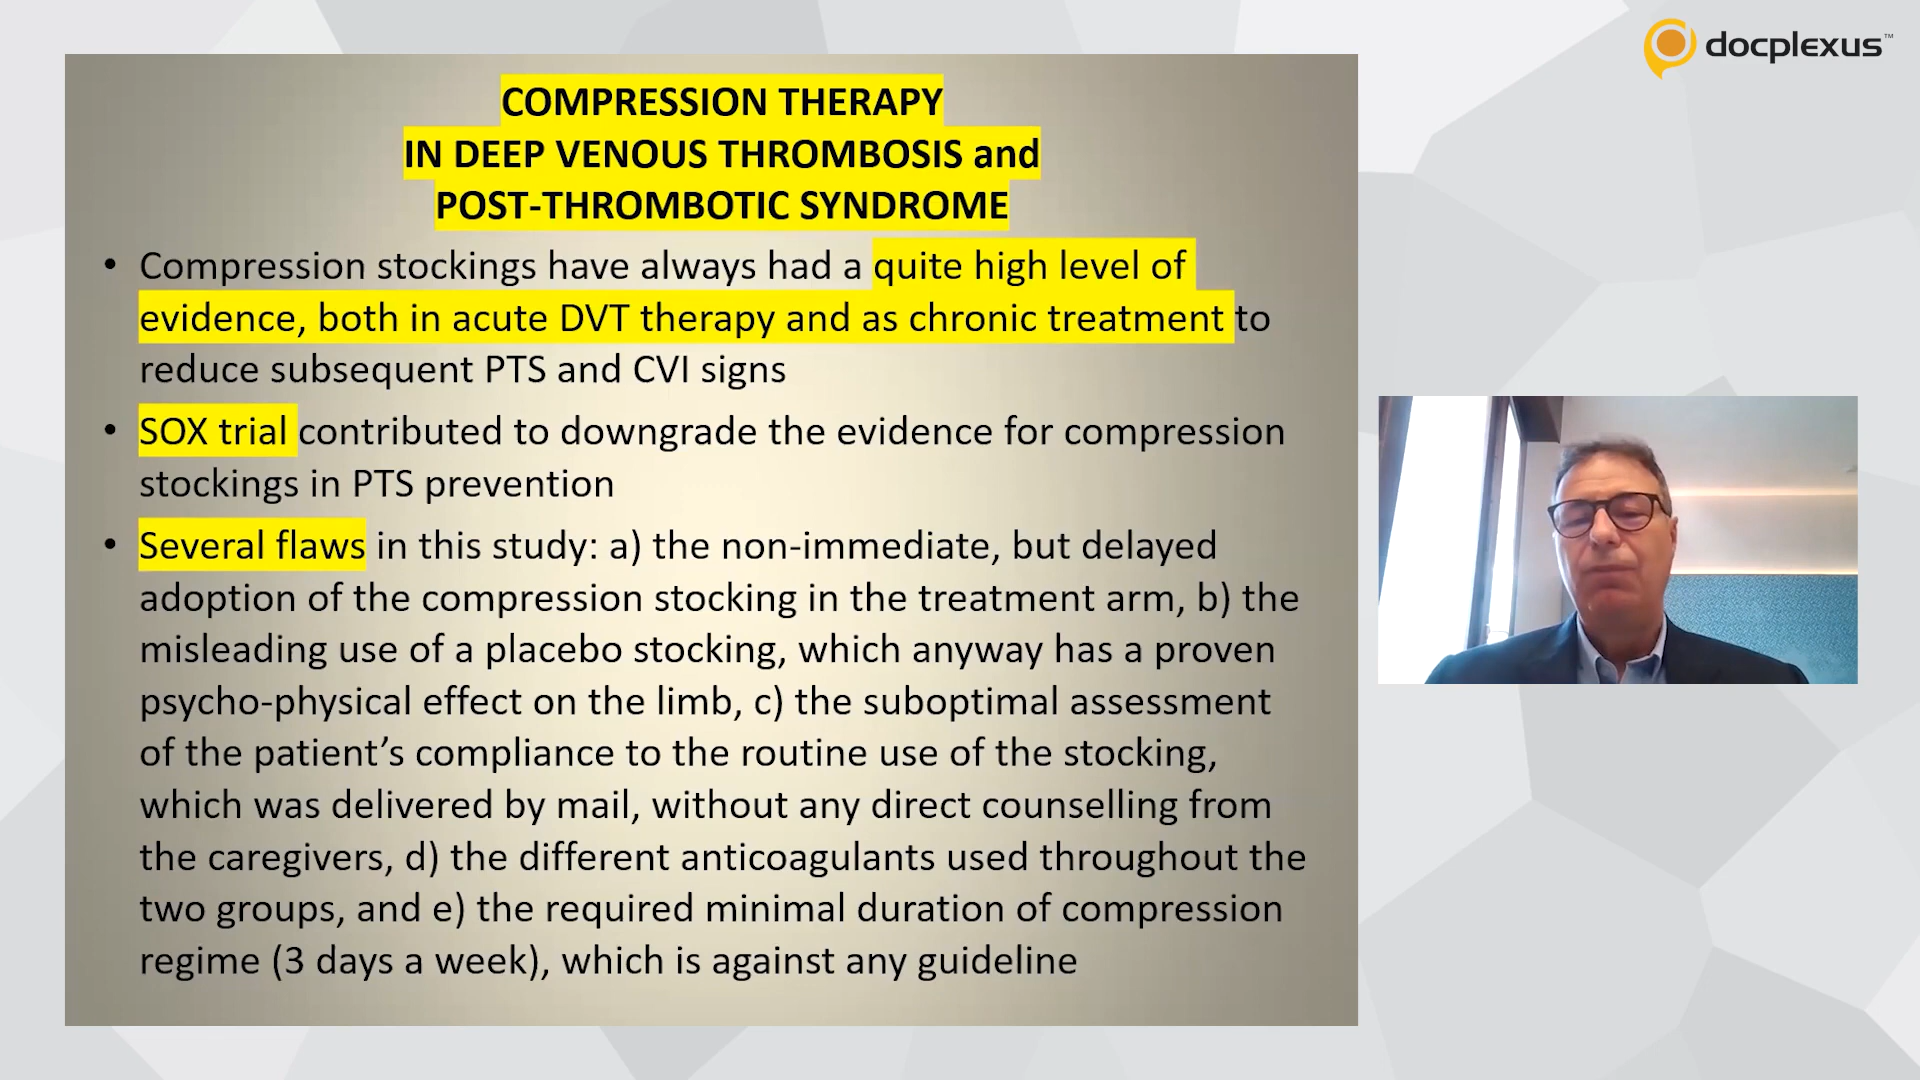 docplexus™
COMPRESSION THERAPY
IN DEEP VENOUS THROMBOSIS and
POST-THROMBOTIC SYNDROME
• Compression stockings have always had a quite high level of
evidence, both in acute DVT therapy and as chronic treatment to
reduce subsequent PTS and CVI signs
• SOX trial contributed to downgrade the evidence for compression
stockings in PTS prevention
• Several flaws in this study: a) the non-immediate, but delayed
adoption of the compression stocking in the treatment arm, b) the
misleading use of a placebo stocking, which anyway has a proven
psycho-physical effect on the limb, c) the suboptimal assessment
of the patient’s compliance to the routine use of the stocking,
which was delivered by mail, without any direct counselling from
the caregivers, d) the different anticoagulants used throughout the
two groups, and e) the required minimal duration of compression
regime (3 days a week), which is against any guideline